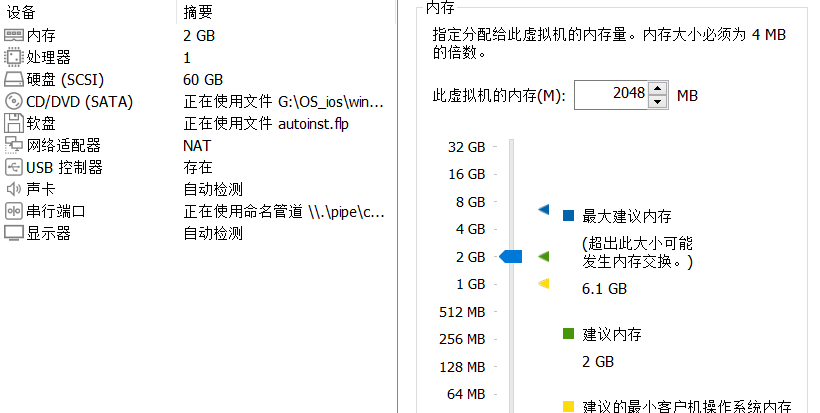 设备 摘要
内存 2 GB
处理器 1
硬盘 (SCSI) 60 GB
CD/DVD (SATA) 正在使用文件 G:\OS_ios\win...
软盘 正在使用文件 autoinst.flp
网络适配器 NAT
USB 控制器 存在
声卡 自动检测
串行端口 正在使用命名管道 \\.\pipe\c...
显示器 自动检测
内存
指定分配给此虚拟机的内存量。内存大小必须为 4 MB
的倍数。
此虚拟机的内存(M): 2048 MB
32 GB
16 GB
8 GB
4 GB
2 GB
1 GB
512 MB
256 MB
128 MB
64 MB
最大建议内存
(超出此大小可能
发生内存交换。)
6.1 GB
建议内存
2 GB
建议的最小客户机操作系统内存